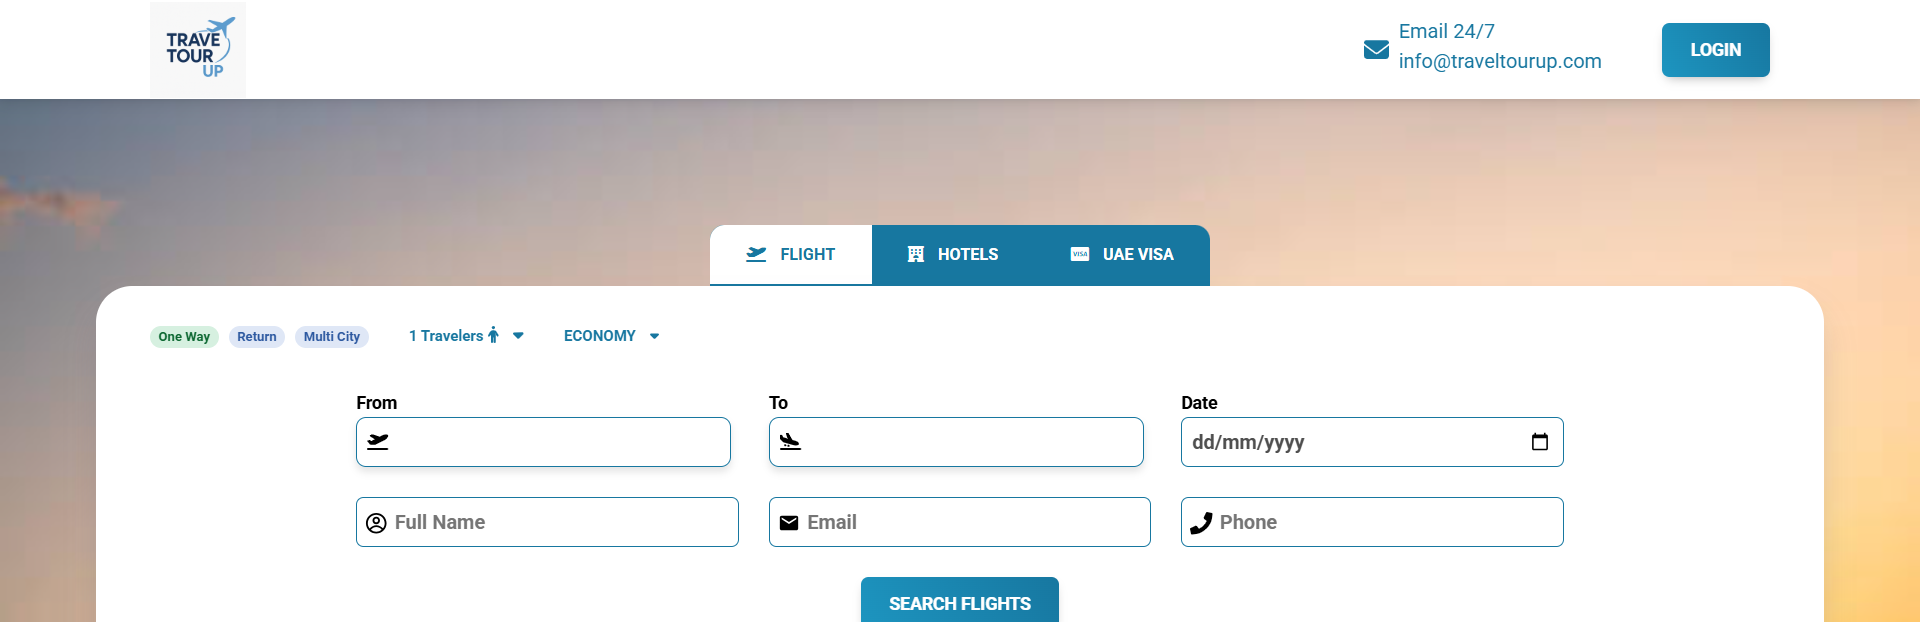 TRAVE
TOUR
UP
Email 24/7
info@traveltourup.com
LOGIN
FLIGHT
HOTELS
VISA
UAE VISA
One Way
Return
Multi City
1 Travelers
ECONOMY
From
To
Date
dd/mm/yyyy
Full Name
Email
Phone
SEARCH FLIGHTS